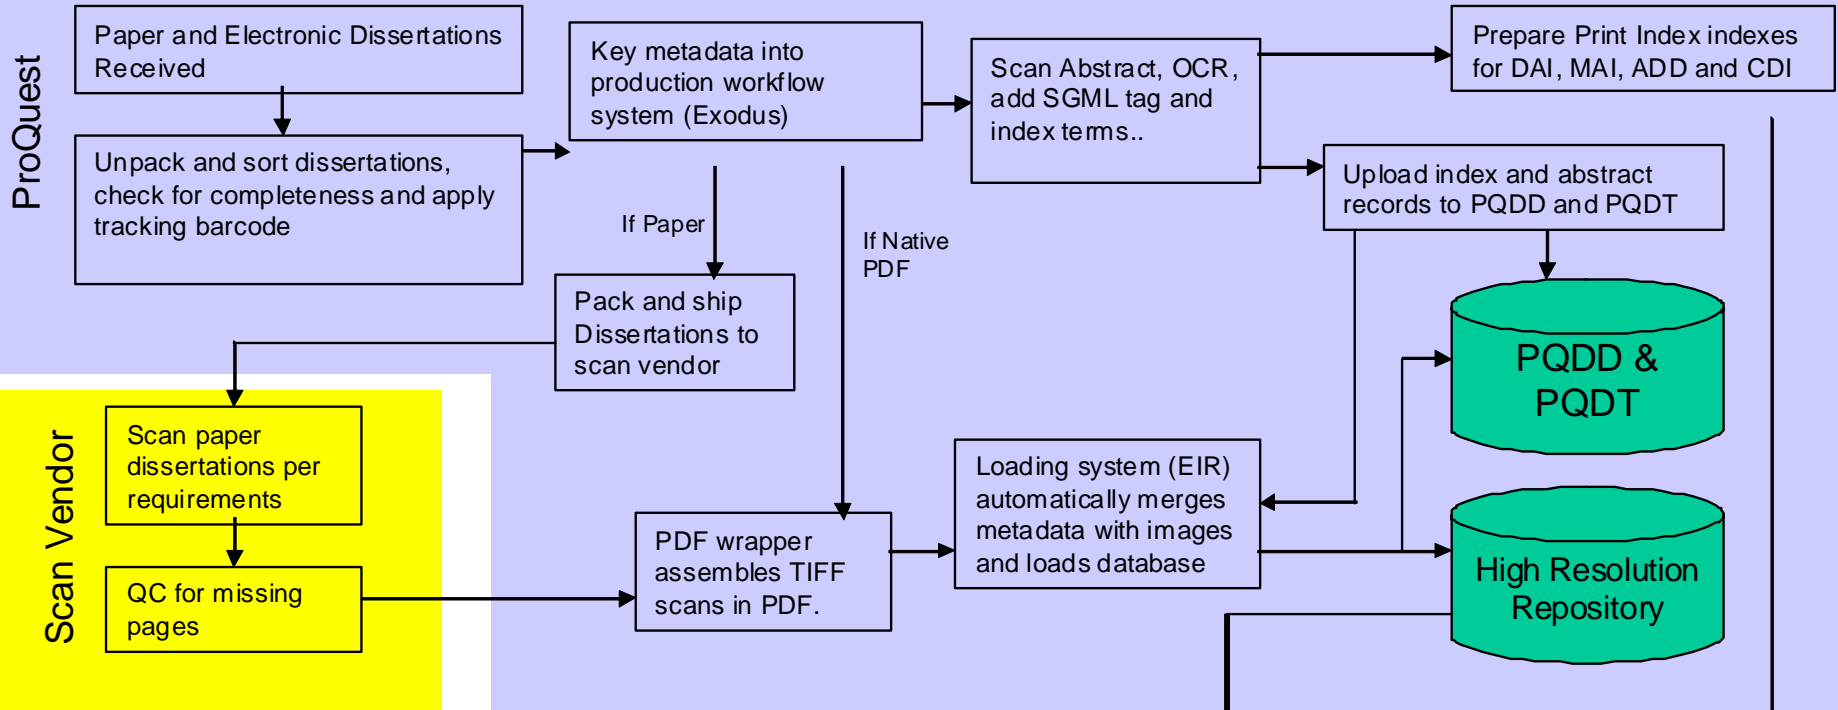 ProQuest
Paper and Electronic Dissertations
Received
Unpack and sort dissertations,
check for completeness and apply
tracking barcode
Key metadata into
production workflow
system (Exodus)
Scan Abstract, OCR,
add SGML tag and
index terms..
Prepare Print Index indexes
for DAI, MAI, ADD and CDI
Upload index and abstract
records to PQDD and PQDT
If Paper
If Native
PDF
Pack and ship
Dissertations to
scan vendor
PQDD &
PQDT
Scan Vendor
Scan paper
dissertations per
requirements
QC for missing
pages
PDF wrapper
assembles TIFF
scans in PDF.
Loading system (EIR)
automatically merges
metadata with images
and loads database
High Resolution
Repository